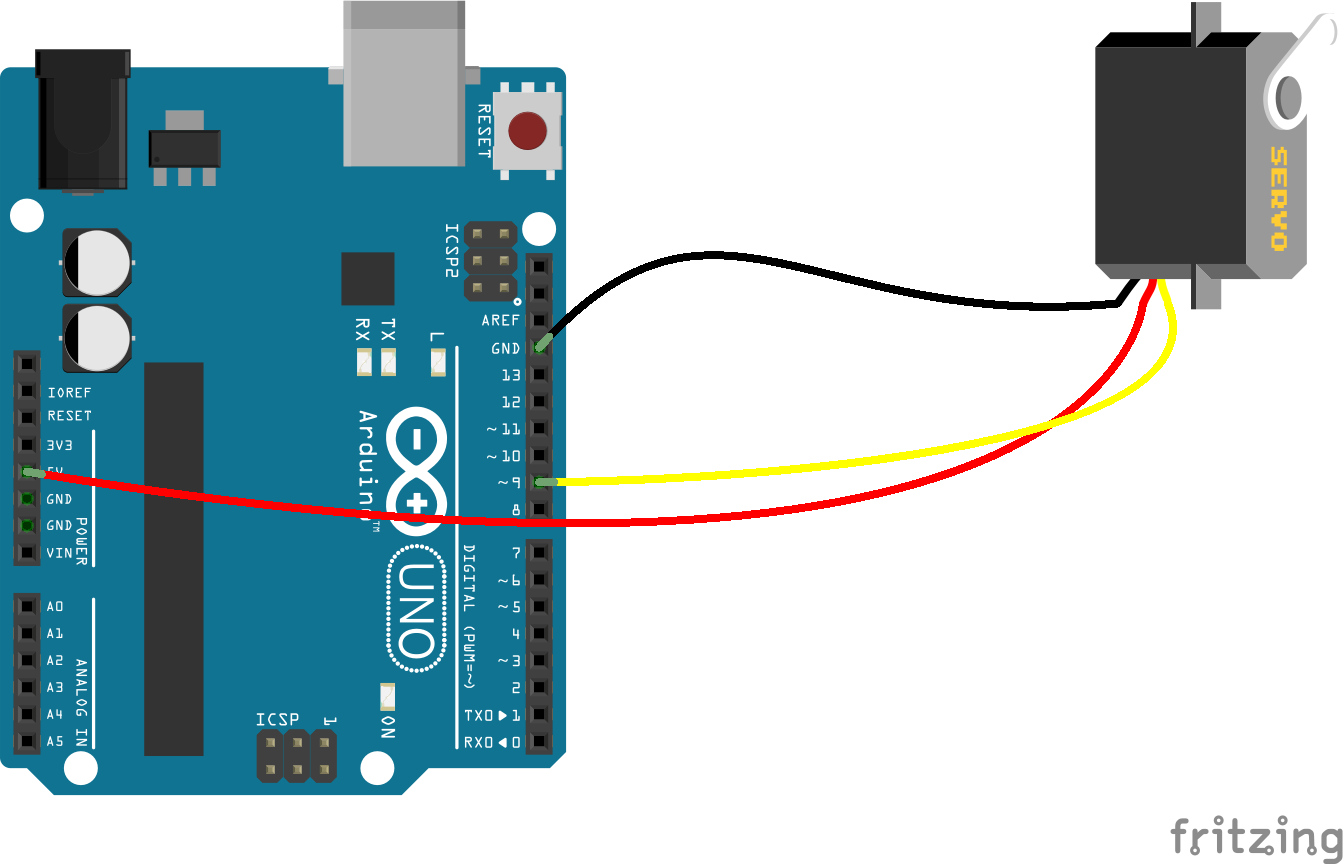 RESET
ICSP2
AREF
GND
13
12
~11
~10
~9
8
7
~6
~5
4
~3
2
TX0▶1
RX0◀0
RX
TX
L
IOREF
RESET
3V3
5V
GND
GND
VIN
POWER
A0
A1
A2
A3
A4
A5
ANALOG IN
Arduino™
UNO
DIGITAL (PWM=~)
ICSP 1
ON
SERVO
fritzing